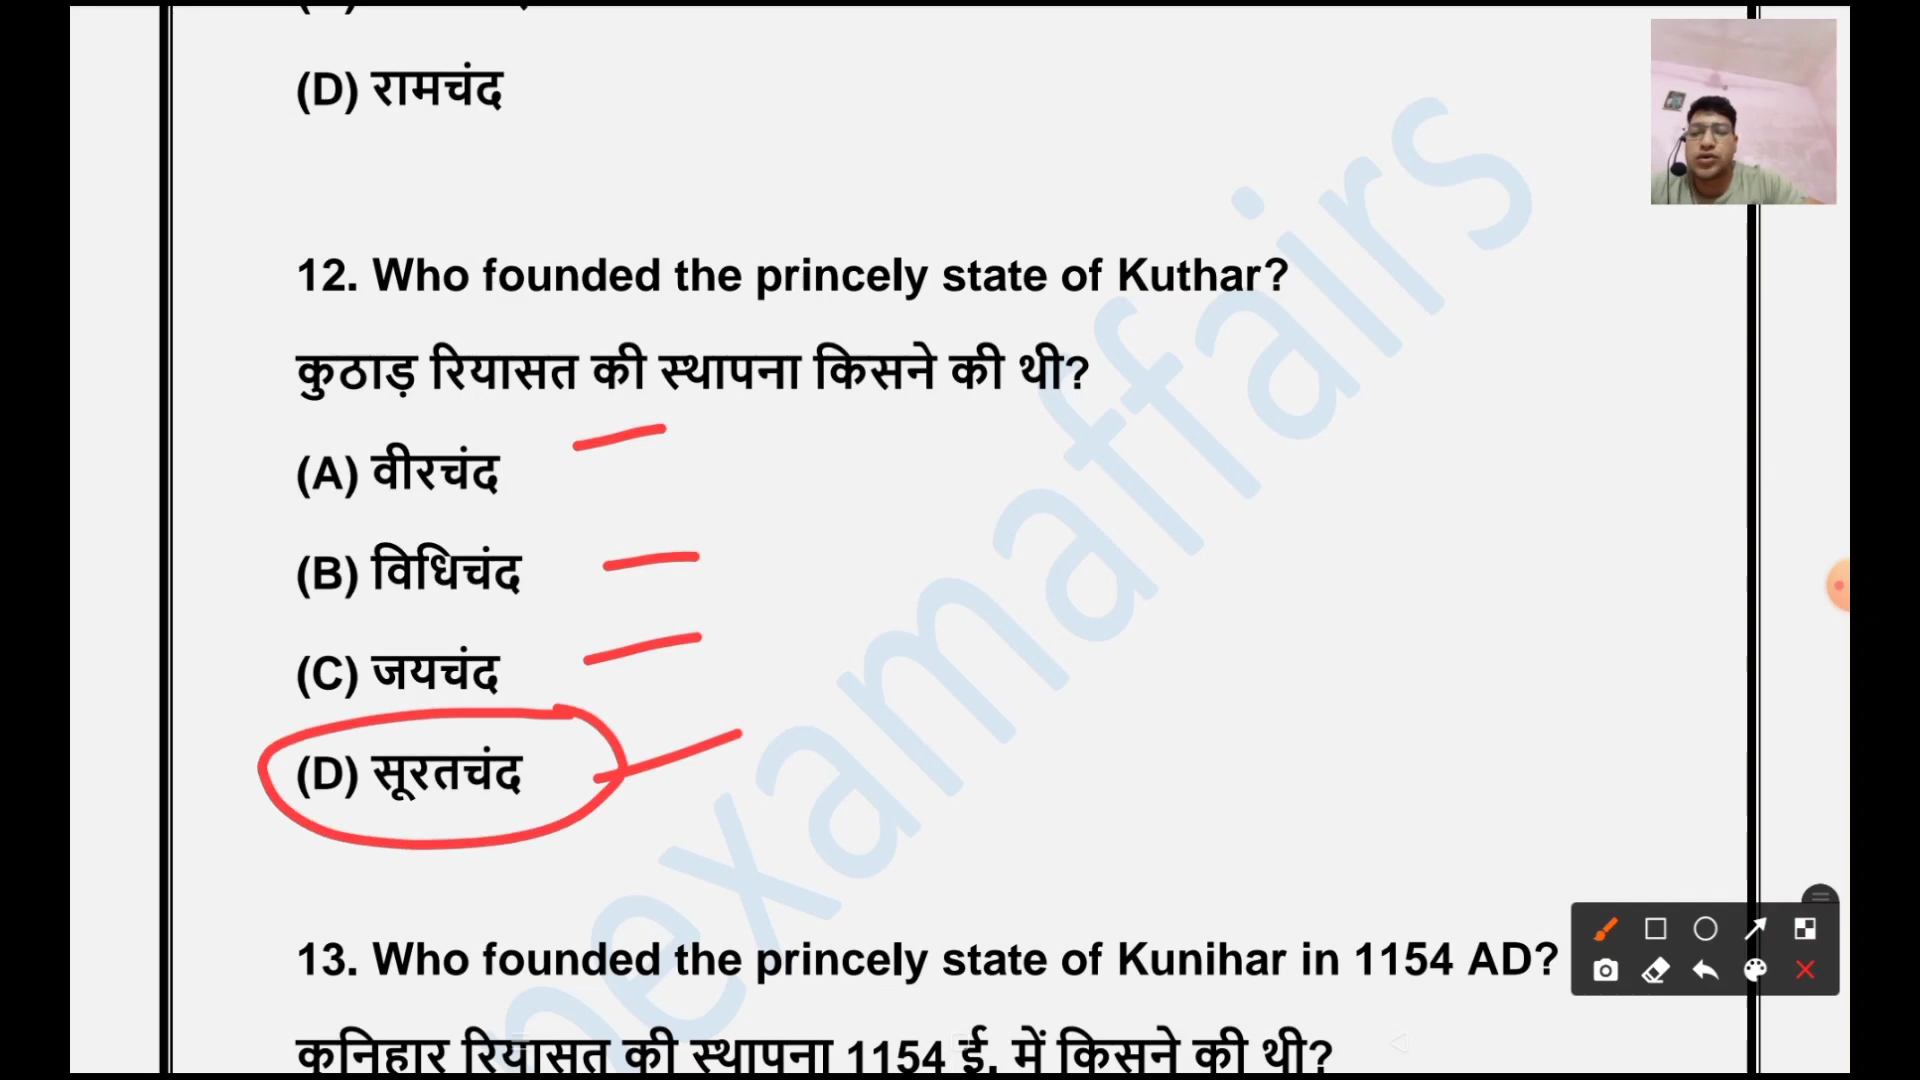 (D) रामचंद
12. Who founded the princely state of Kuthar?
कुठाड़ रियासत की स्थापना किसने की थी?
(A) वीरचंद
(B) विधिचंद
(C) जयचंद
(D) सूरतचंद
13. Who founded the princely state of Kunihar in 1154 AD?
कुनिहार रियासत की स्थापना 1154 ई. में किसने की थी?
nexamaffairs